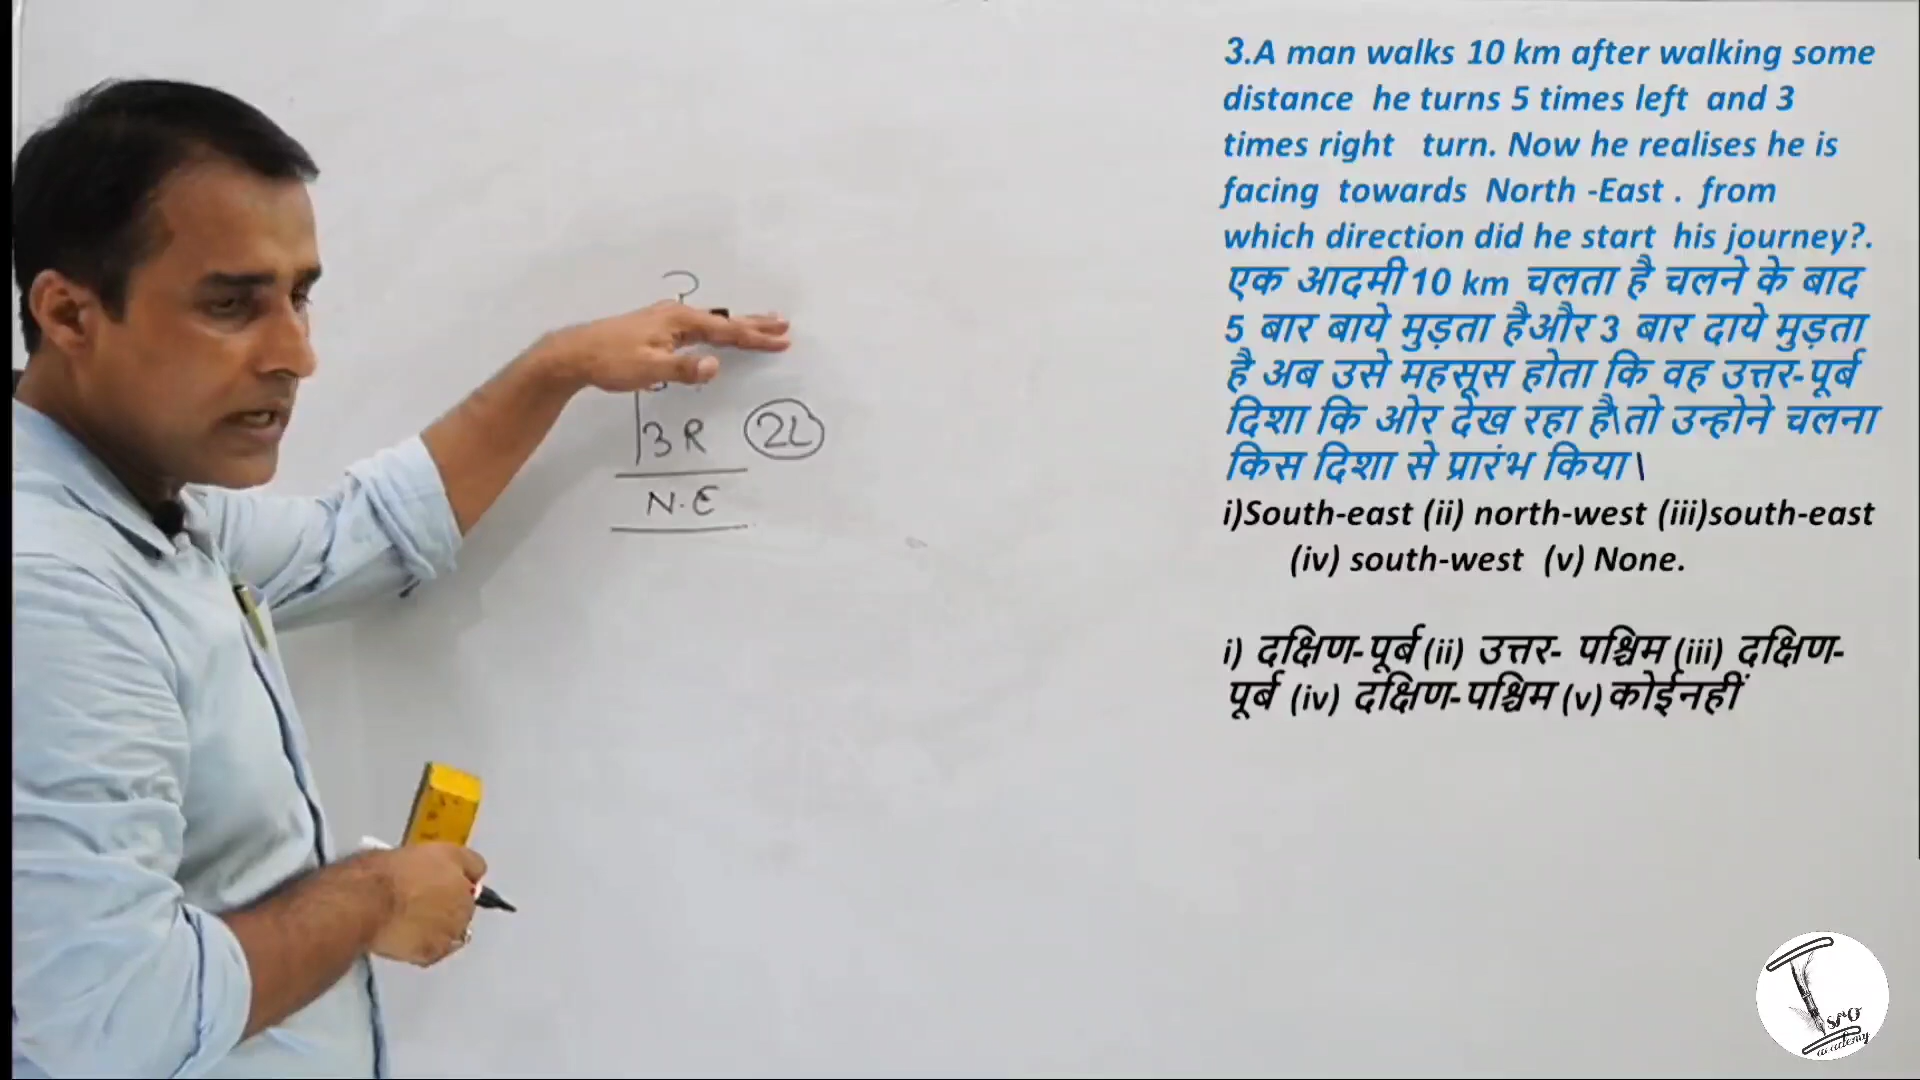 3.A man walks 10 km after walking some
distance he turns 5 times left and 3
times right turn. Now he realises he is
facing towards North -East . from
which direction did he start his journey?.
एक आदमी 10 km चलता है चलने के बाद
5 बार बाये मुड़ता हैऔर 3 बार दाये मुड़ता
है अब उसे महसूस होता कि वह उत्तर-पूर्ब
दिशा कि ओर देख रहा है\तो उन्होने चलना
किस दिशा से प्रारंभ किया\
i)South-east (ii) north-west (iii)south-east
(iv) south-west (v) None.
i) दक्षिण-पूर्ब (ii) उत्तर- पश्चिम (iii) दक्षिण-
पूर्ब (iv) दक्षिण-पश्चिम (v) कोईनहीं
?
3R 2L
N.E
Isro
academy